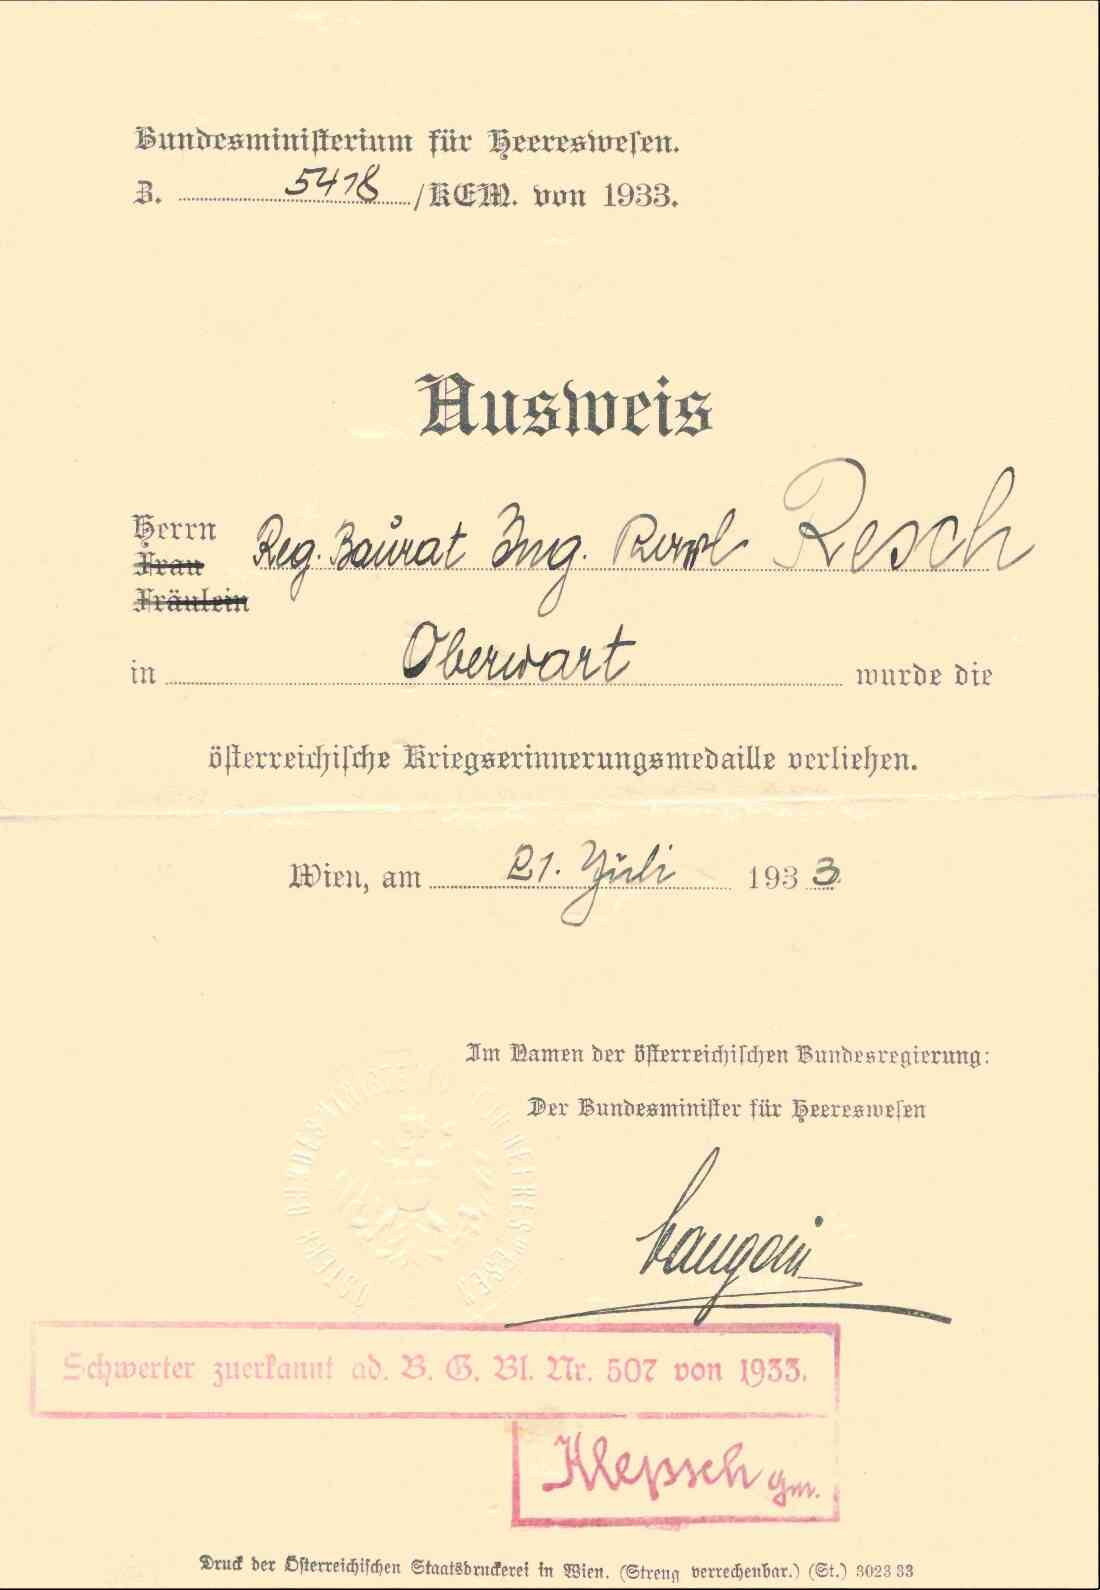 Bundesministerium für Heereswesen.
Z. 5418 /KEM. von 1933.
Ausweis
Herrn
Frau
Fräulein
Reg. Baurat Ing. Karl Resch
in Oberwart wurde die
österreichische Kriegserinnerungsmedaille verliehen.
Wien, am 21. Juli 1933
Im Namen der österreichischen Bundesregierung:
Der Bundesminister für Heereswesen
Vaugoin
Schwerter zuerkannt ad. B. G. Bl. Nr. 507 von 1933.
Klepsch Gm.
Druck der Österreichischen Staatsdruckerei in Wien. (Streng verrechenbar.) (St.) 3023 33